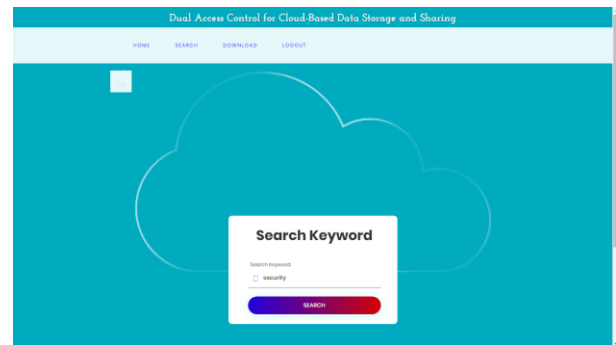 Dual Access Control for Cloud-Based Data Storage and Sharing
HOME SEARCH DOWNLOAD LOGOUT
Search Keyword
Search Keyword
security
SEARCH